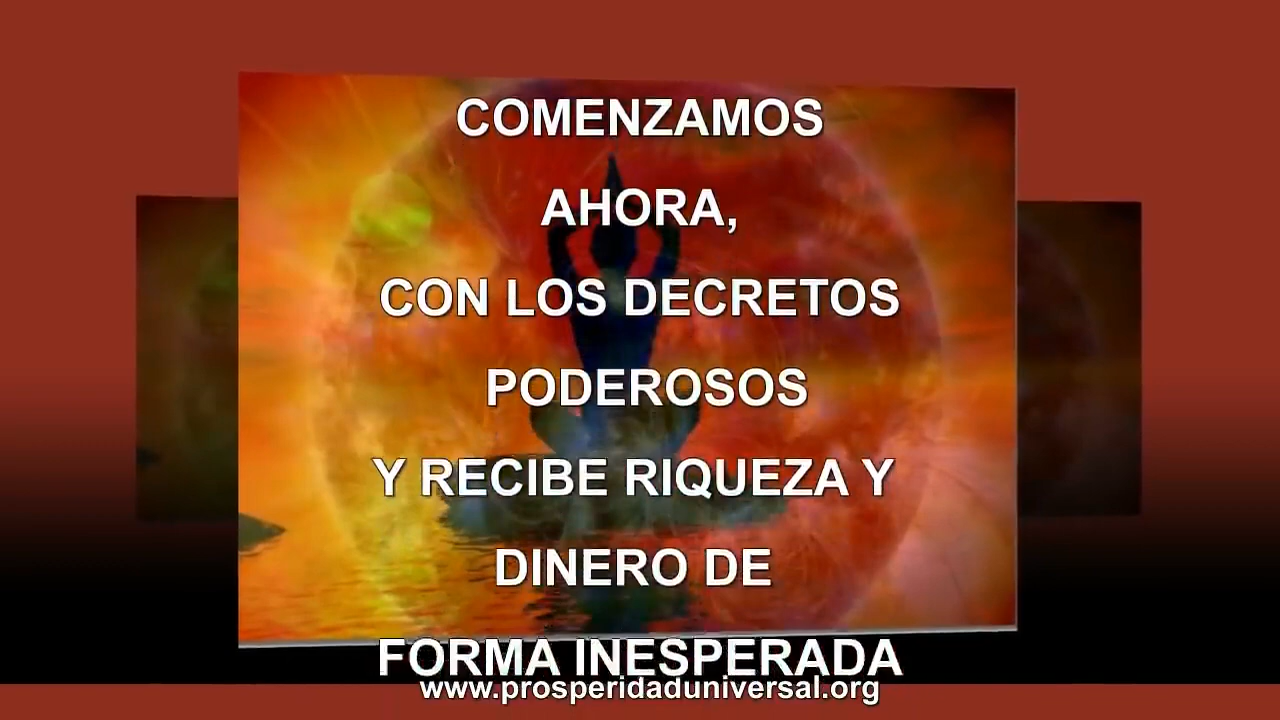 COMENZAMOS
AHORA,
CON LOS DECRETOS
PODEROSOS
Y RECIBE RIQUEZA Y
DINERO DE
FORMA INESPERADA
www.prosperidaduniversal.org